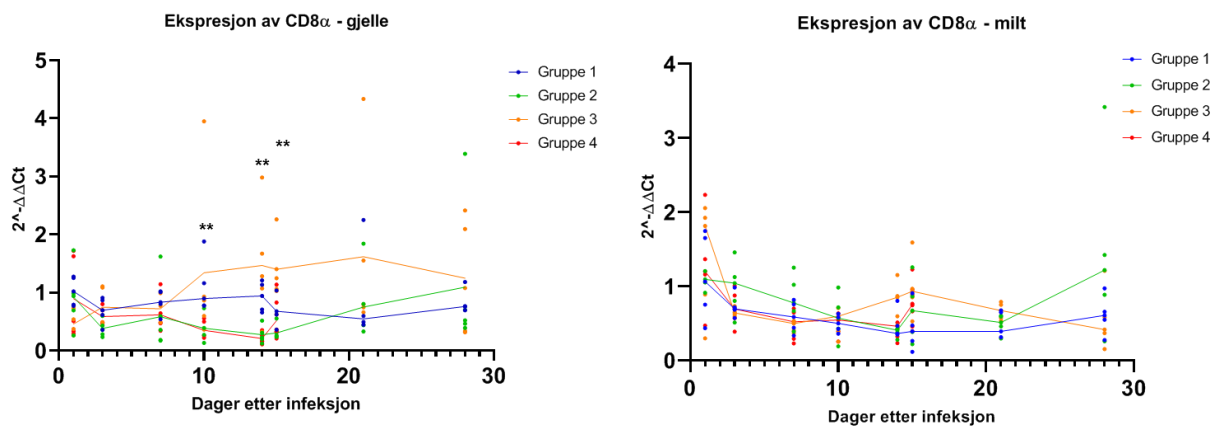 Ekspresjon av CD8α - gjelle
5
4
3
2
1
0
2^-ΔΔCt
**
**
**
0
10
20
30
Dager etter infeksjon
Gruppe 1
Gruppe 2
Gruppe 3
Gruppe 4
Ekspresjon av CD8α - milt
4
3
2
1
0
2^-ΔΔCt
0
10
20
30
Dager etter infeksjon
Gruppe 1
Gruppe 2
Gruppe 3
Gruppe 4